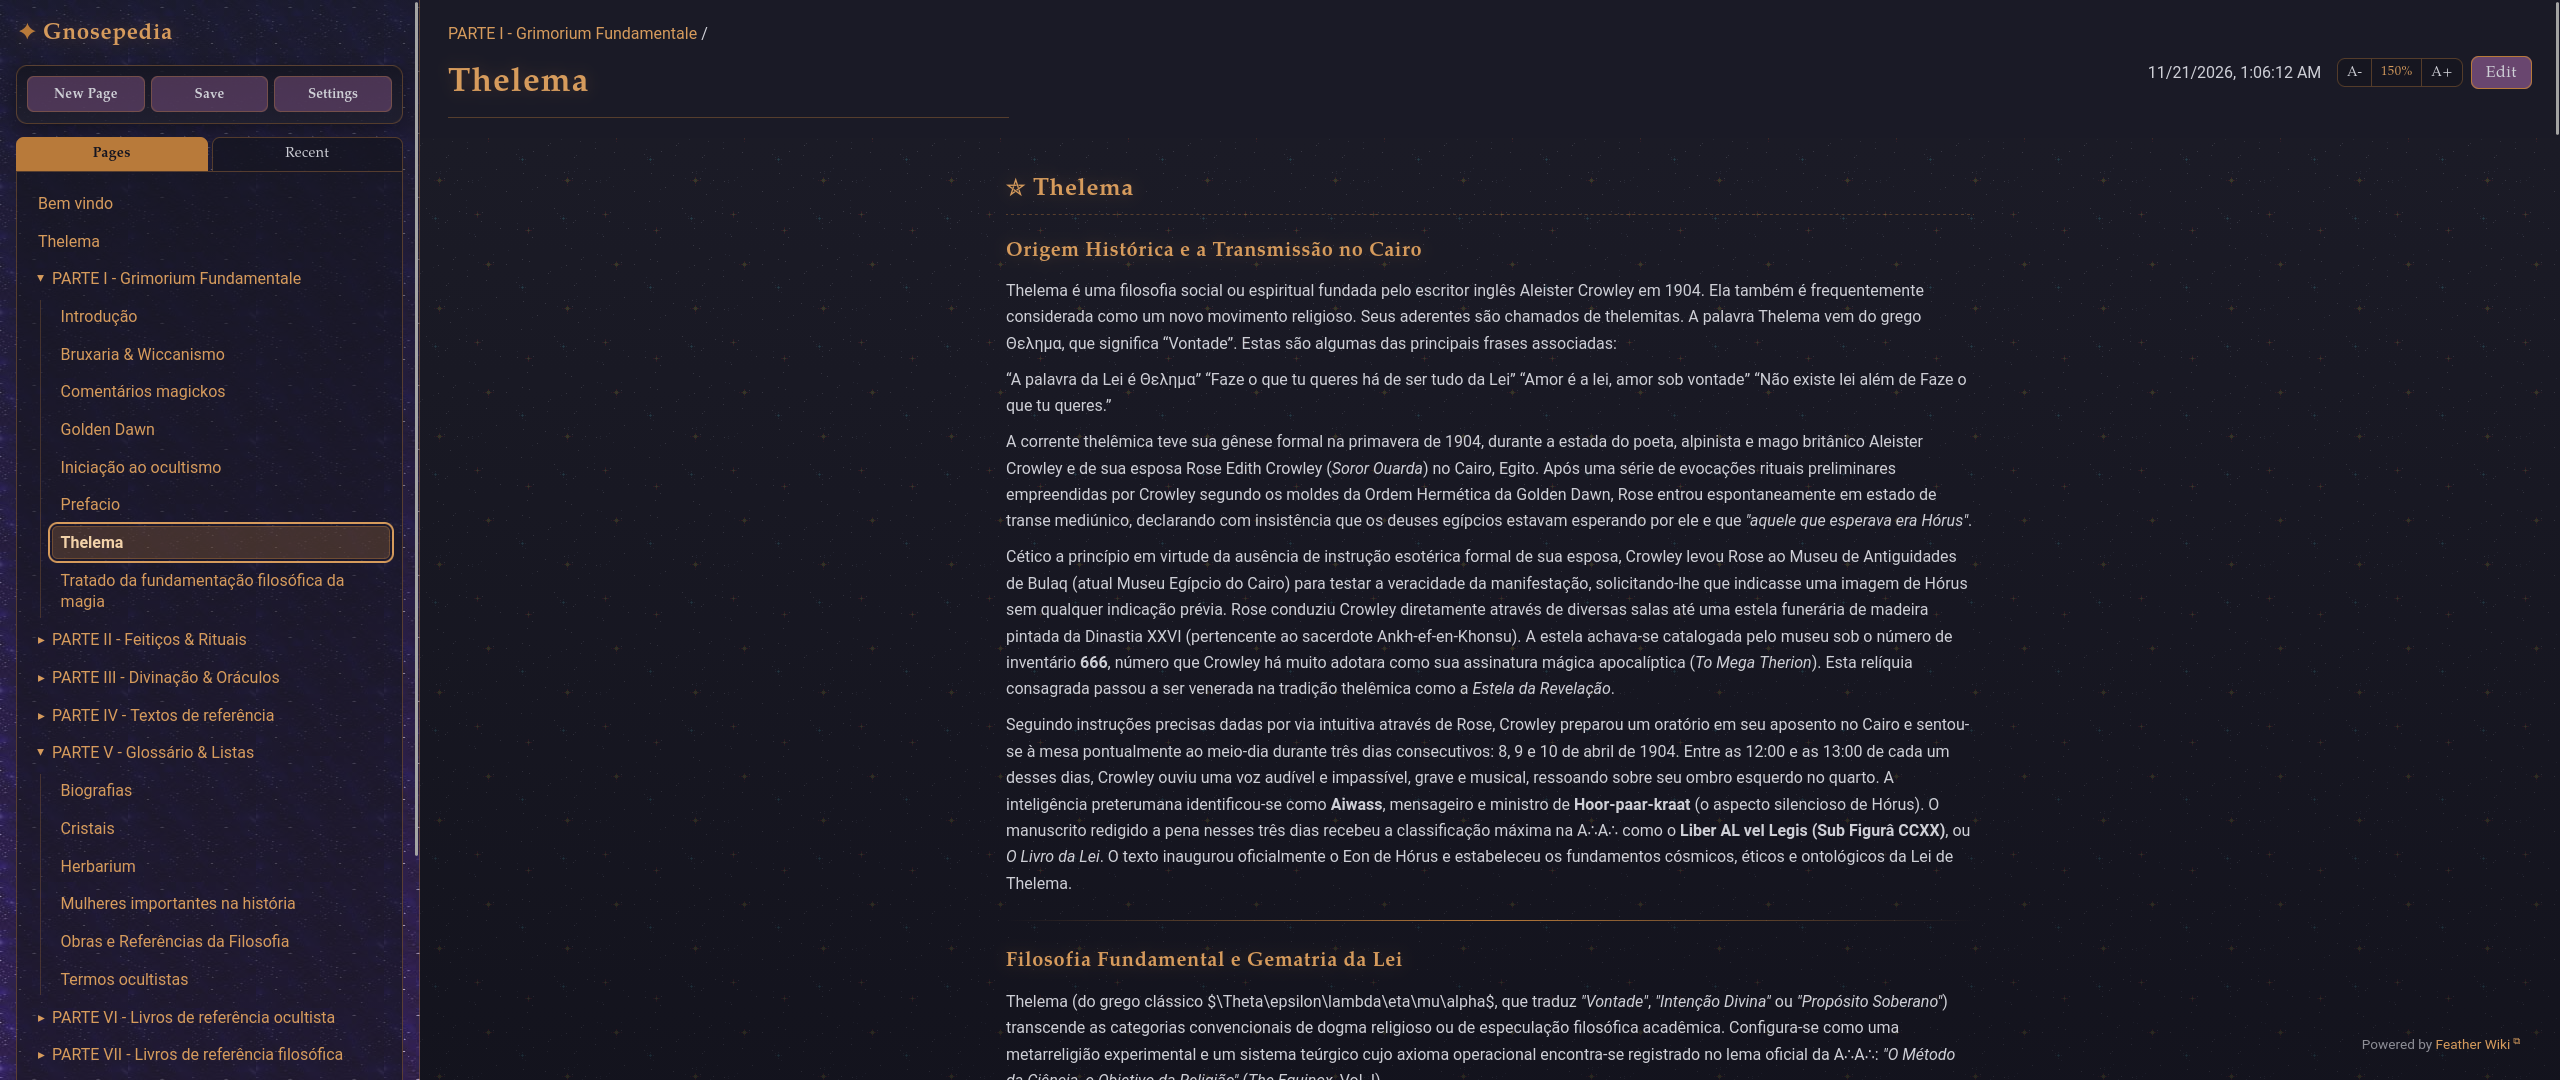 ✦ Gnosepedia
New Page
Save
Settings
Pages
Recent
Bem vindo
Thelema
▼ PARTE I - Grimorium Fundamentale
Introdução
Bruxaria & Wiccanismo
Comentários magickos
Golden Dawn
Iniciação ao ocultismo
Prefacio
Thelema
Tratado da fundamentação filosófica da
magia
► PARTE II - Feitiços & Rituais
► PARTE III - Divinação & Oráculos
► PARTE IV - Textos de referência
▼ PARTE V - Glossário & Listas
Biografias
Cristais
Herbarium
Mulheres importantes na história
Obras e Referências da Filosofia
Termos ocultistas
► PARTE VI - Livros de referência ocultista
► PARTE VII - Livros de referência filosófica
PARTE I - Grimorium Fundamentale /
Thelema
11/21/2026, 1:06:12 AM
A-
150%
A+
Edit
⛤ Thelema
Origem Histórica e a Transmissão no Cairo
Thelema é uma filosofia social ou espiritual fundada pelo escritor inglês Aleister Crowley em 1904. Ela também é frequentemente
considerada como um novo movimento religioso. Seus aderentes são chamados de thelemitas. A palavra Thelema vem do grego
Θελημα, que significa “Vontade”. Estas são algumas das principais frases associadas:
“A palavra da Lei é Θελημα” “Faze o que tu queres há de ser tudo da Lei” “Amor é a lei, amor sob vontade” “Não existe lei além de Faze o
que tu queres.”
A corrente thelêmica teve sua gênese formal na primavera de 1904, durante a estada do poeta, alpinista e mago britânico Aleister
Crowley e de sua esposa Rose Edith Crowley (Soror Ouarda) no Cairo, Egito. Após uma série de evocações rituais preliminares
empreendidas por Crowley segundo os moldes da Ordem Hermética da Golden Dawn, Rose entrou espontaneamente em estado de
transe mediúnico, declarando com insistência que os deuses egípcios estavam esperando por ele e que "aquele que esperava era Hórus".
Cético a princípio em virtude da ausência de instrução esotérica formal de sua esposa, Crowley levou Rose ao Museu de Antiguidades
de Bulaq (atual Museu Egípcio do Cairo) para testar a veracidade da manifestação, solicitando-lhe que indicasse uma imagem de Hórus
sem qualquer indicação prévia. Rose conduziu Crowley diretamente através de diversas salas até uma estela funerária de madeira
pintada da Dinastia XXVI (pertencente ao sacerdote Ankh-ef-en-Khonsu). A estela achava-se catalogada pelo museu sob o número de
inventário 666, número que Crowley há muito adotara como sua assinatura mágica apocalíptica (To Mega Therion). Esta relíquia
consagrada passou a ser venerada na tradição thelêmica como a Estela da Revelação.
Seguindo instruções precisas dadas por via intuitiva através de Rose, Crowley preparou um oratório em seu aposento no Cairo e sentou-
se à mesa pontualmente ao meio-dia durante três dias consecutivos: 8, 9 e 10 de abril de 1904. Entre as 12:00 e as 13:00 de cada um
desses dias, Crowley ouviu uma voz audível e impassível, grave e musical, ressoando sobre seu ombro esquerdo no quarto. A
inteligência preterumana identificou-se como Aiwass, mensageiro e ministro de Hoor-paar-kraat (o aspecto silencioso de Hórus). O
manuscrito redigido a pena nesses três dias recebeu a classificação máxima na A∴A∴ como o Liber AL vel Legis (Sub Figurâ CCXX), ou
O Livro da Lei. O texto inaugurou oficialmente o Eon de Hórus e estabeleceu os fundamentos cósmicos, éticos e ontológicos da Lei de
Thelema.
Filosofia Fundamental e Gematria da Lei
Thelema (do grego clássico $\Theta\epsilon\lambda\eta\mu\alpha$, que traduz "Vontade", "Intenção Divina" ou "Propósito Soberano")
transcende as categorias convencionais de dogma religioso ou de especulação filosófica acadêmica. Configura-se como uma
metarreligião experimental e um sistema teúrgico cujo axioma operacional encontra-se registrado no lema oficial da A∴A∴: "O Método
da Ciência, o Objetivo da Religião" (The Equinox, Vol. I).
Powered by Feather Wiki ⧉